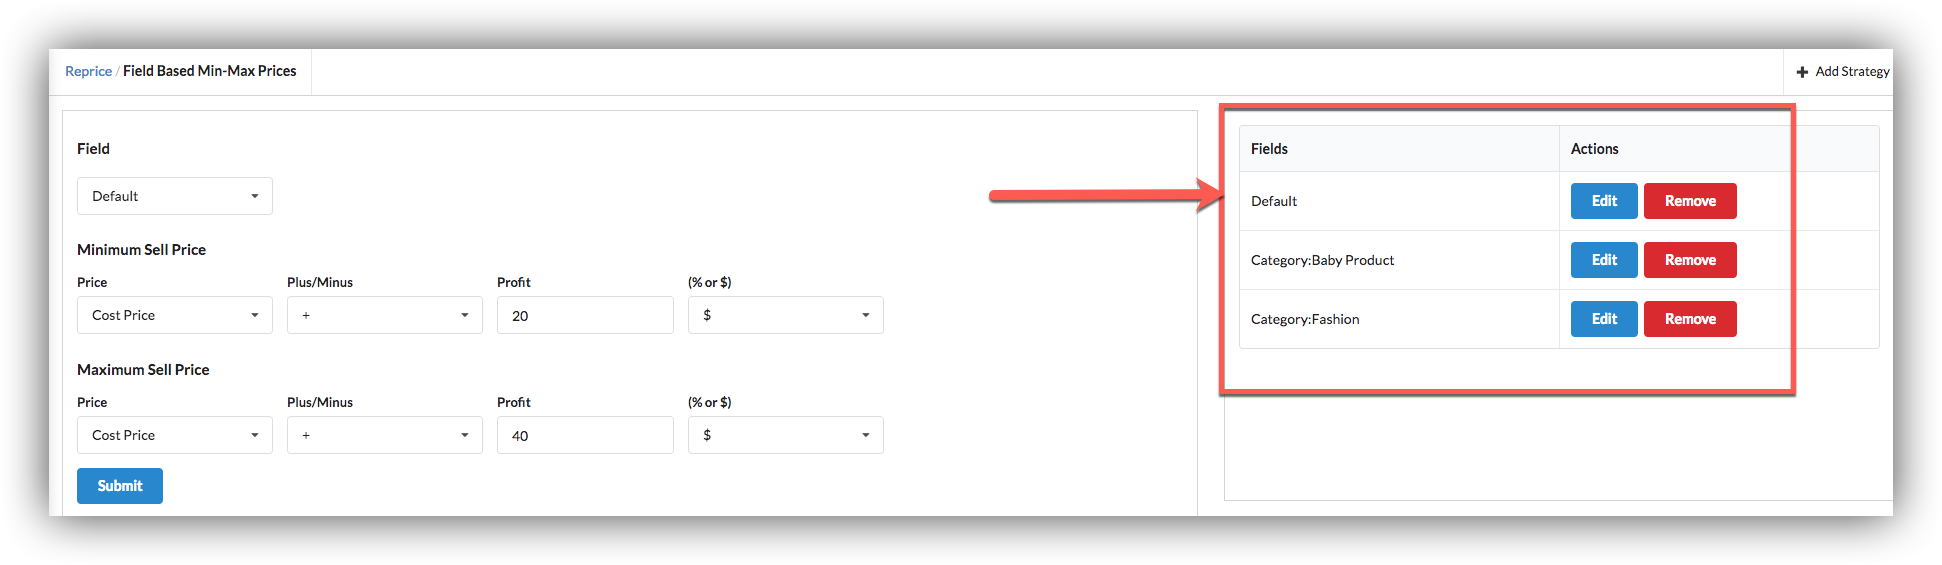 Reprice / Field Based Min-Max Prices
Add Strategy
Field
Default
Minimum Sell Price
Price Plus/Minus Profit (% or $)
Cost Price + 20 $
Maximum Sell Price
Price Plus/Minus Profit (% or $)
Cost Price + 40 $
Submit
Fields Actions
Default Edit Remove
Category:Baby Product Edit Remove
Category:Fashion Edit Remove